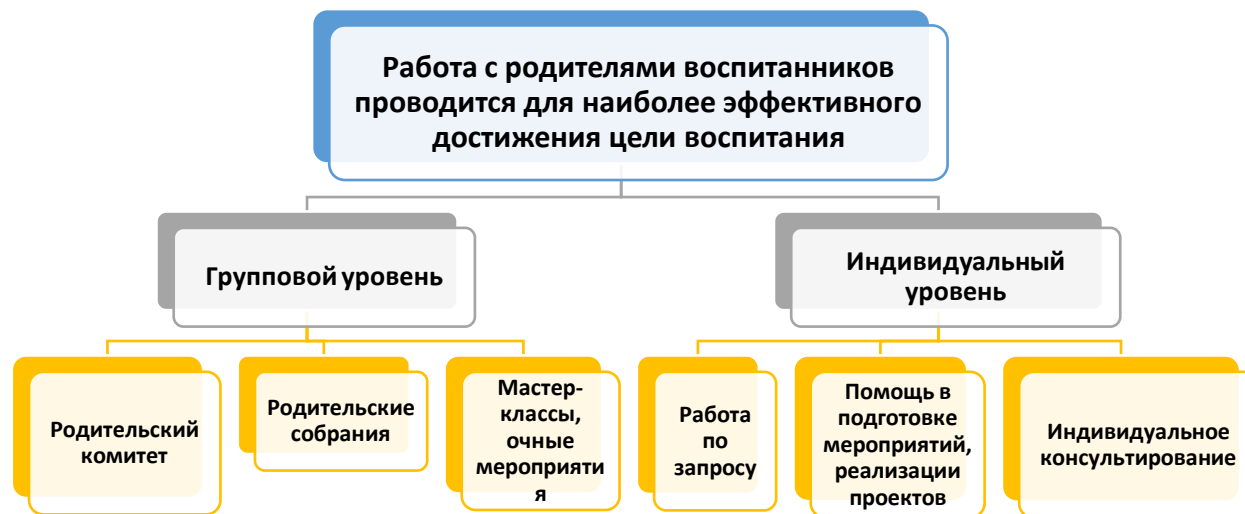 Работа с родителями воспитанников
проводится для наиболее эффективного
достижения цели воспитания
Групповой уровень
Индивидуальный
уровень
Родительский
комитет
Родительские
собрания
Мастер-
классы,
очные
мероприяти
я
Работа
по
запросу
Помощь в
подготовке
мероприятий,
реализации
проектов
Индивидуальное
консультирование